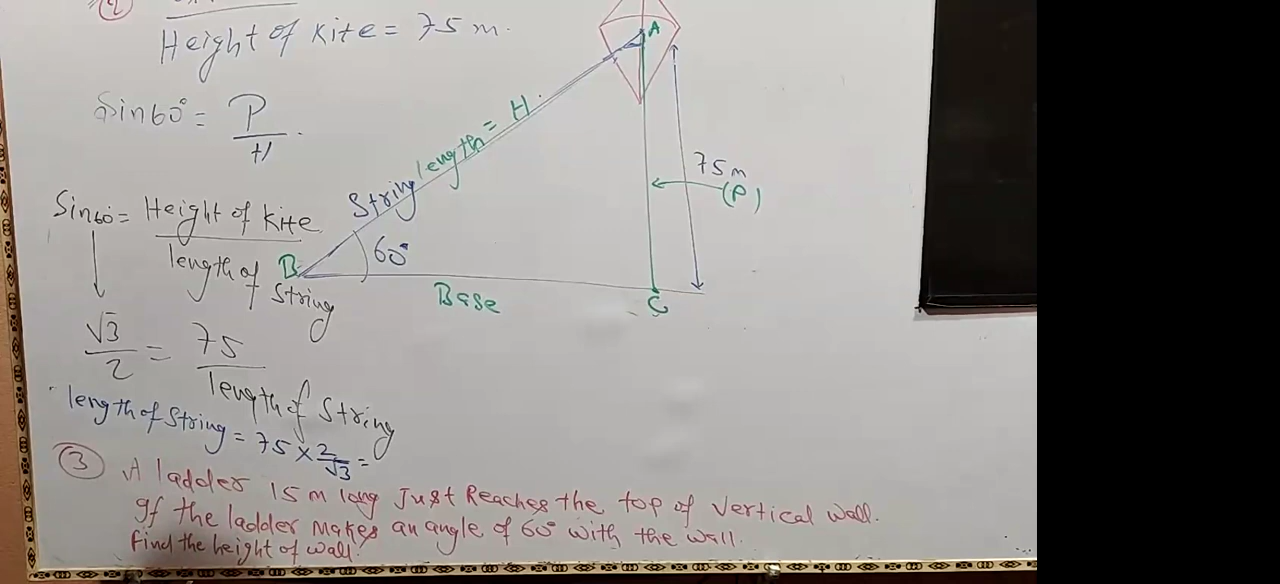 2
Height of Kite = 75 m.
Sin60° = P/H.
Sin60° = Height of Kite/length of String
√3/2 = 75/length of String
length of String = 75 × 2/√3 =
A
String length = H.
75 m
(P)
60°
B
Base
C
3 A ladder 15 m long Just Reaches the top of vertical wall.
gf the ladder makes an angle of 60° with the wall.
Find the height of wall.